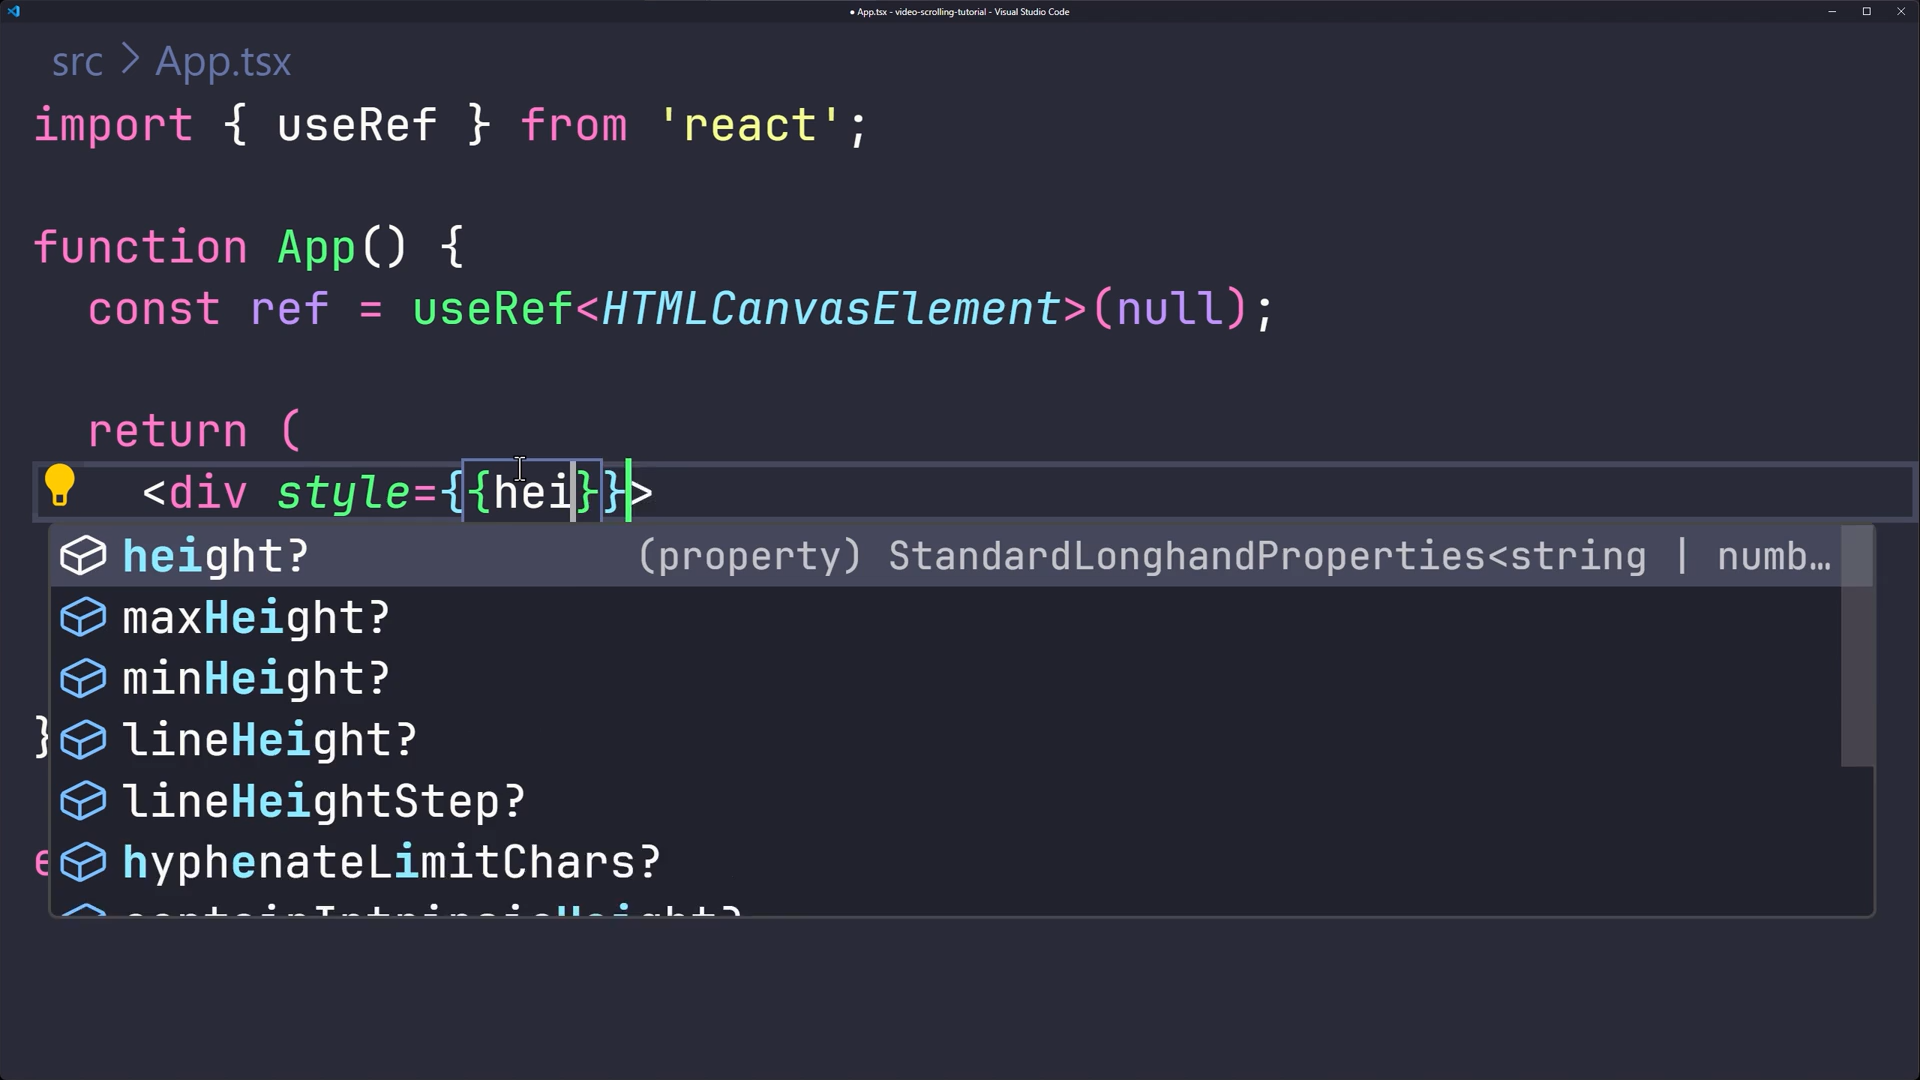 ● App.tsx - video-scrolling-tutorial - Visual Studio Code
src > App.tsx
import { useRef } from 'react';
function App() {
const ref = useRef<HTMLCanvasElement>(null);
return (
<div style={{hei}}>
height? (property) StandardLonghandProperties<string | numb…
maxHeight?
minHeight?
lineHeight?
}
lineHeightStep?
hyphenateLimitChars?
e
containIntrinsicHeight?